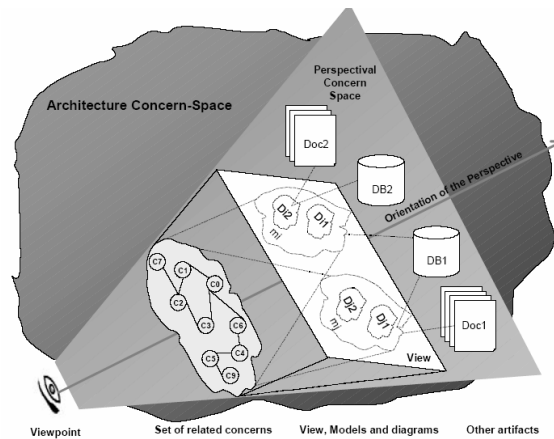 Perspectival
Concern
Space
Architecture Concern-Space
Doc2
DB2
Orientation of the Perspective
Di2
Di1
mi
DB1
C7
C1
C0
C2
C3
C6
C5
C4
C9
Dj2
Dj1
mj
Doc1
View
Viewpoint
Set of related concerns
View, Models and diagrams
Other artifacts